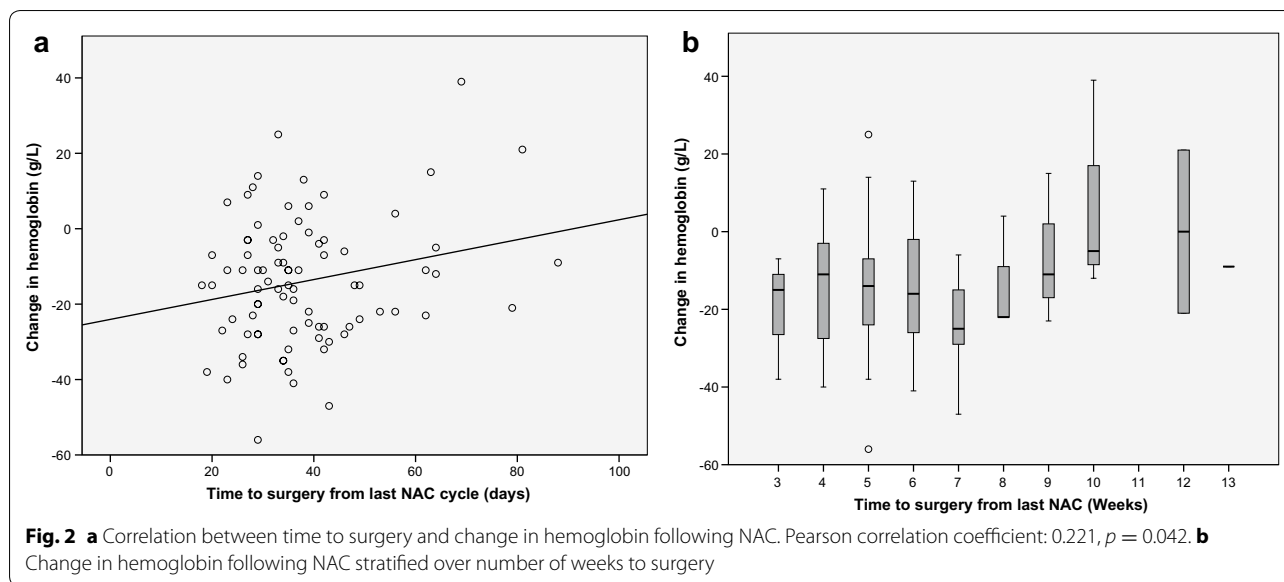 a
40
20
0
-20
-40
-60
Change in hemoglobin (g/L)
0 20 40 60 80 100
Time to surgery from last NAC cycle (days)
b
40
20
0
-20
-40
-60
Change in hemoglobin (g/L)
3 4 5 6 7 8 9 10 11 12 13
Time to surgery from last NAC (Weeks)
Fig. 2 a Correlation between time to surgery and change in hemoglobin following NAC. Pearson correlation coefficient: 0.221, p = 0.042. b
Change in hemoglobin following NAC stratified over number of weeks to surgery